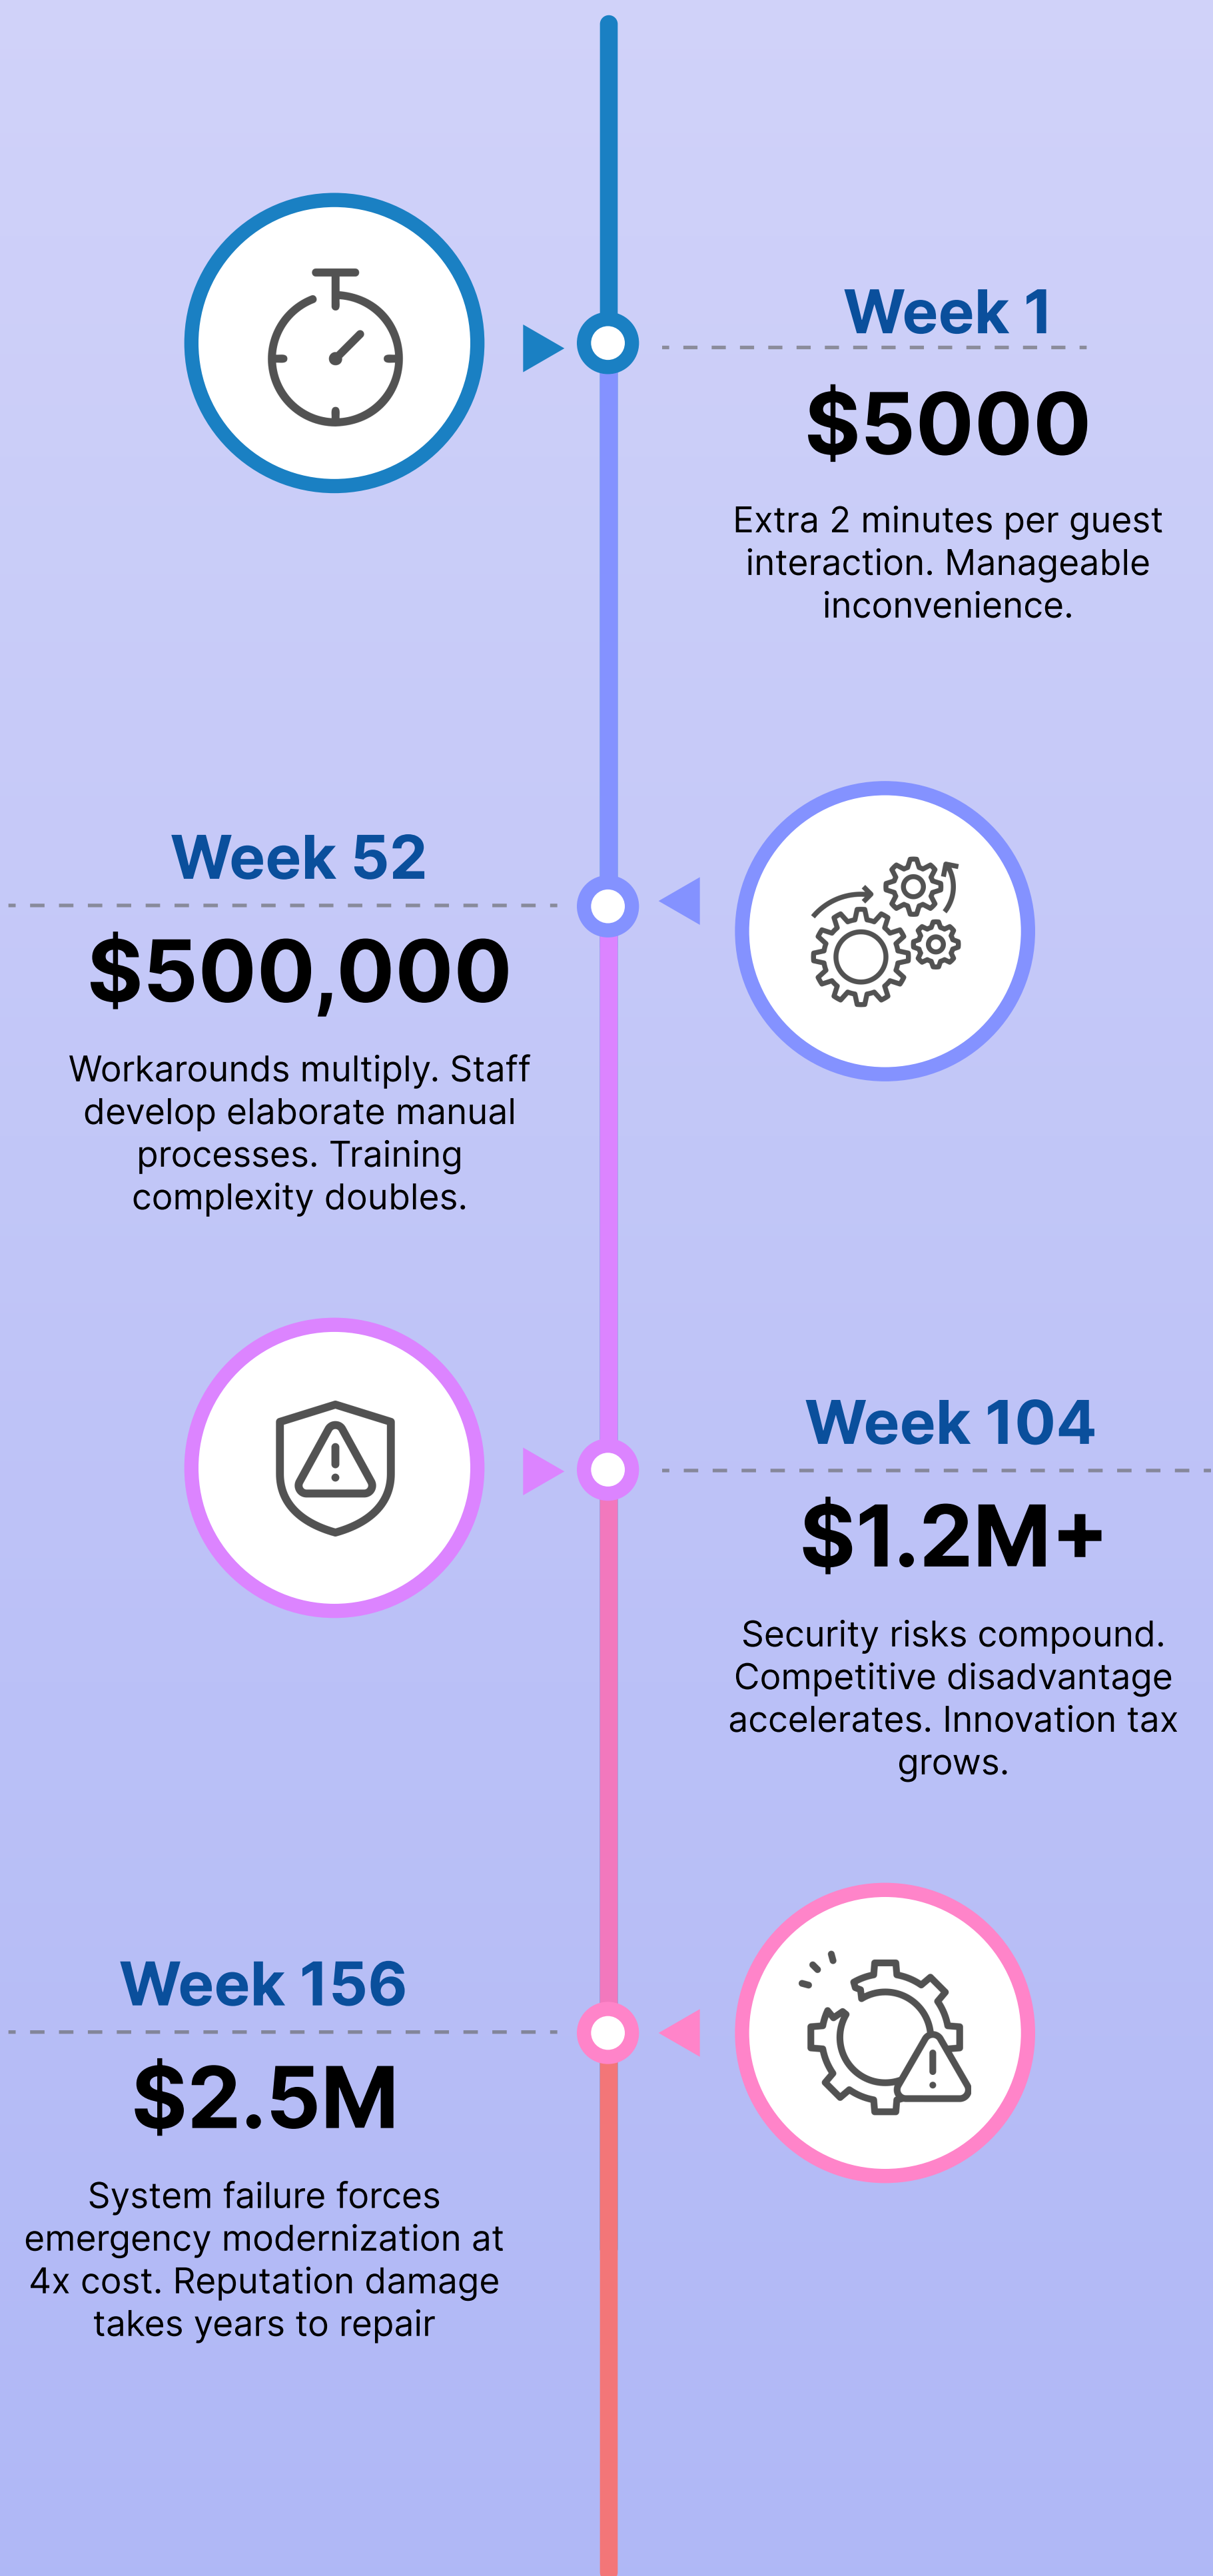 Week 1
$5000
Extra 2 minutes per guest
interaction. Manageable
inconvenience.
Week 52
$500,000
Workarounds multiply. Staff
develop elaborate manual
processes. Training
complexity doubles.
Week 104
$1.2M+
Security risks compound.
Competitive disadvantage
accelerates. Innovation tax
grows.
Week 156
$2.5M
System failure forces
emergency modernization at
4x cost. Reputation damage
takes years to repair